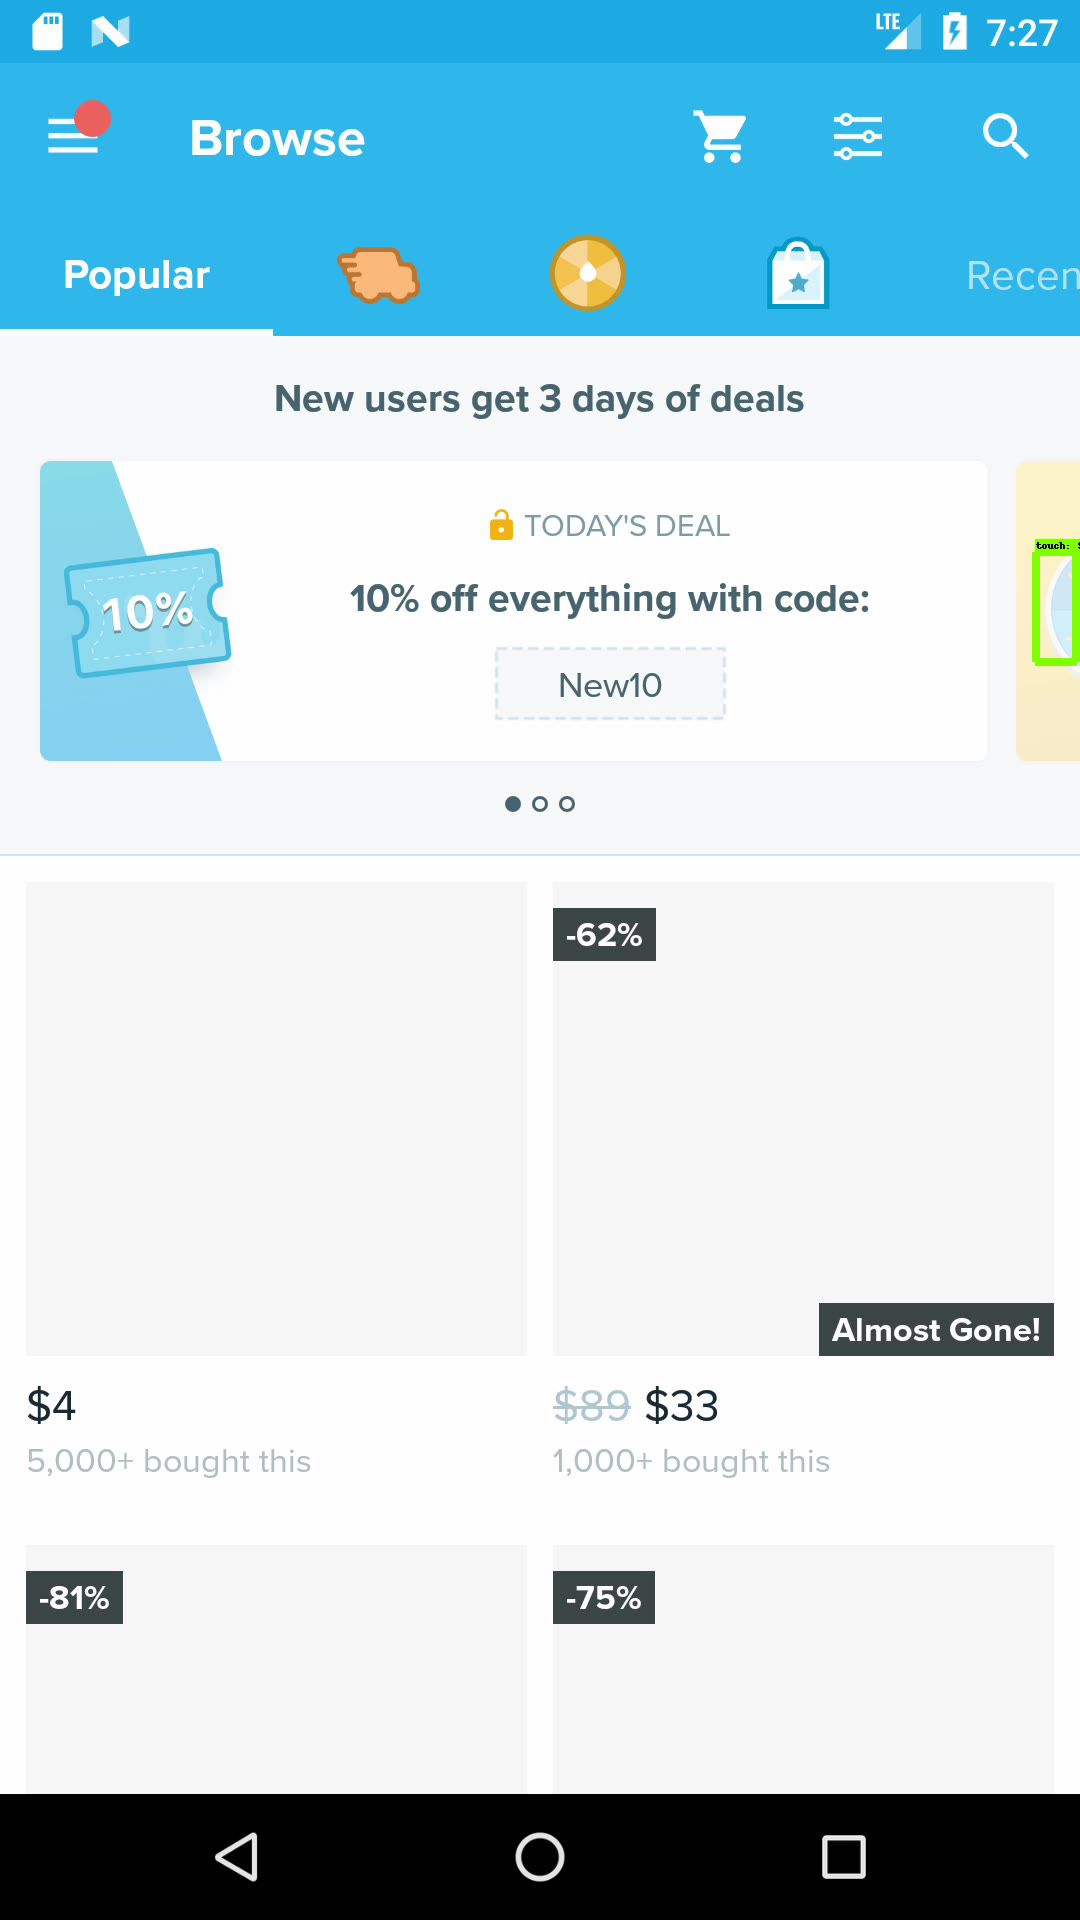 LTE 7:27
Browse
Popular
Recen
New users get 3 days of deals
TODAY'S DEAL
touch:
10%
10% off everything with code:
New10
-62%
Almost Gone!
$4
$89 $33
5,000+ bought this
1,000+ bought this
-81%
-75%